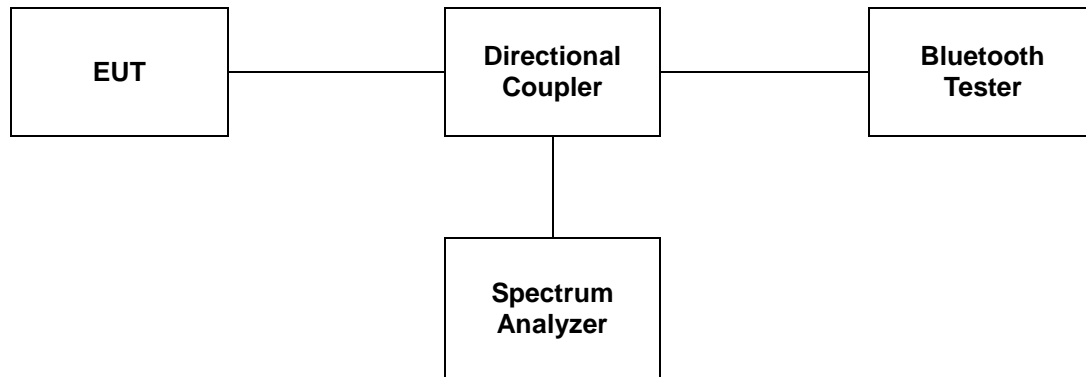 EUT
Directional
Coupler
Bluetooth
Tester
Spectrum
Analyzer